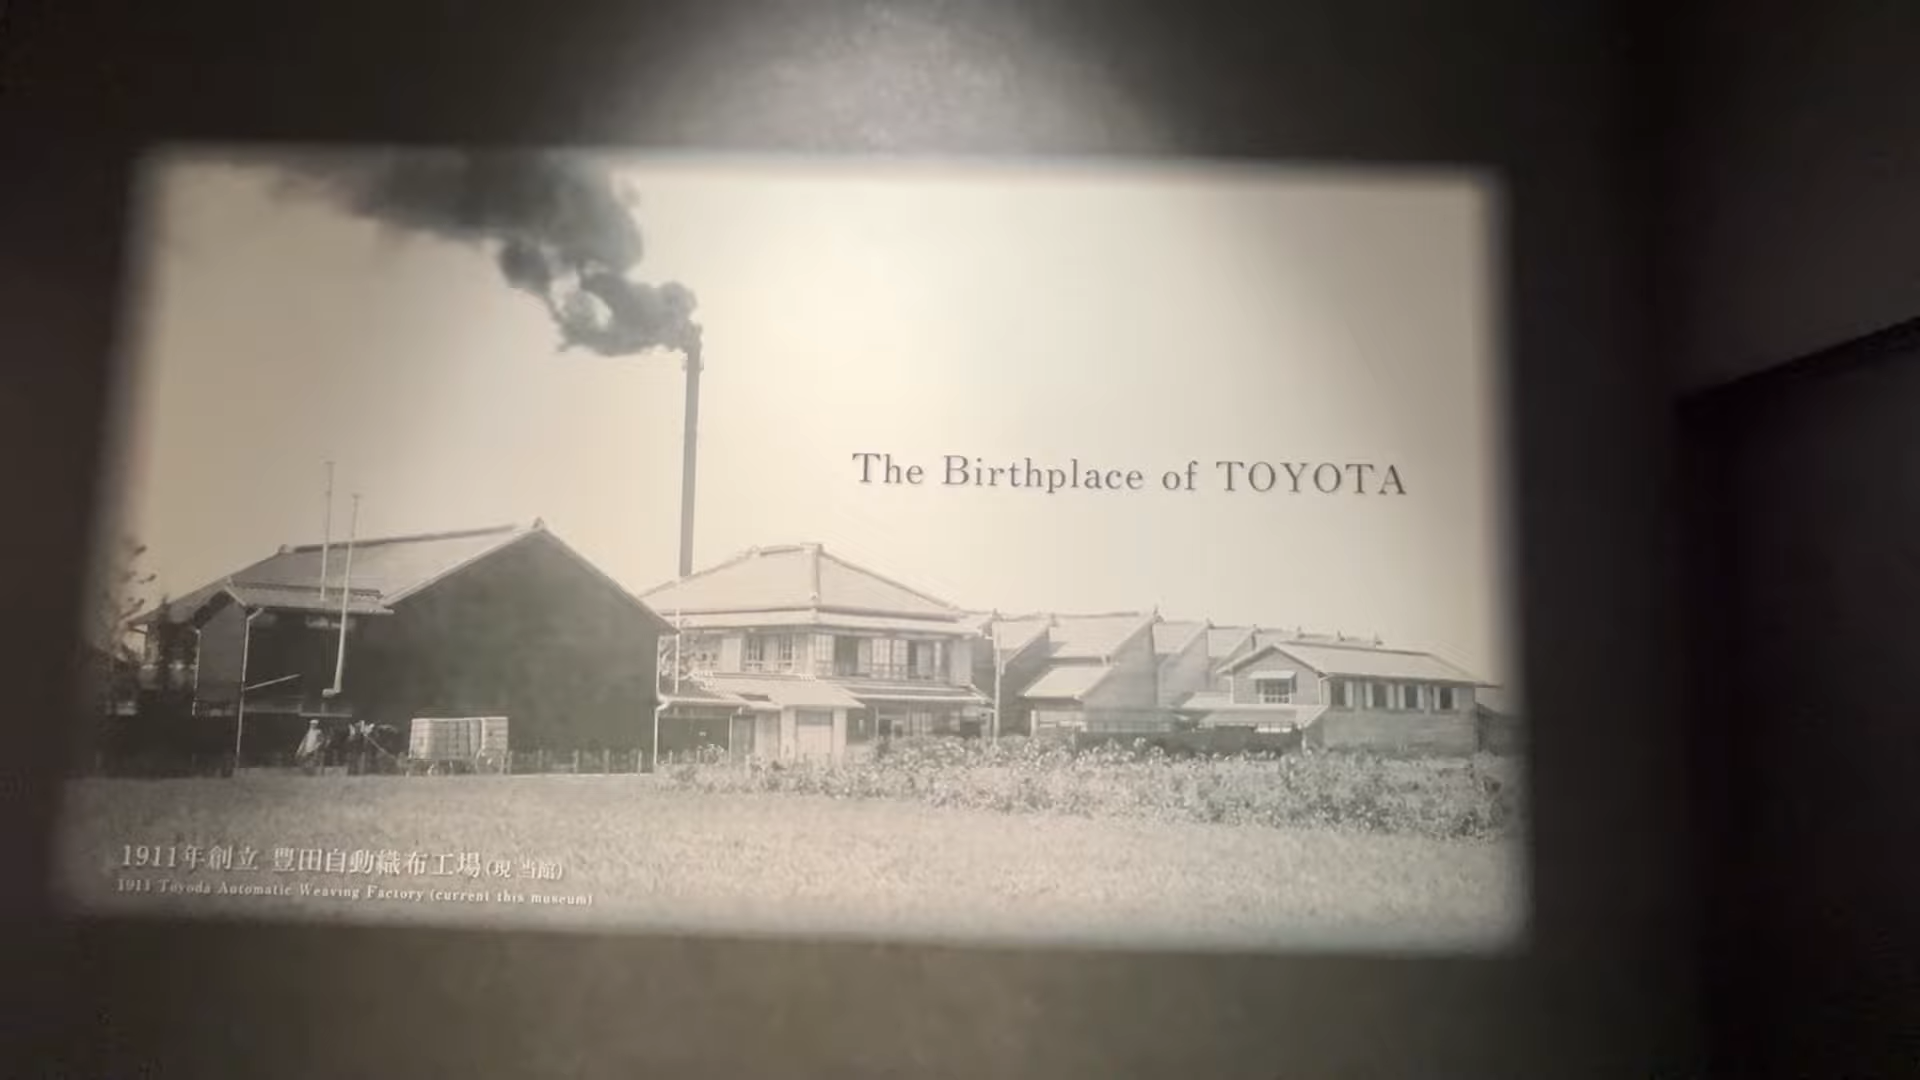 The Birthplace of TOYOTA
1911年創立 豊田自動織布工場(現 当館)
1911 Toyoda Automatic Weaving Factory (current this museum)